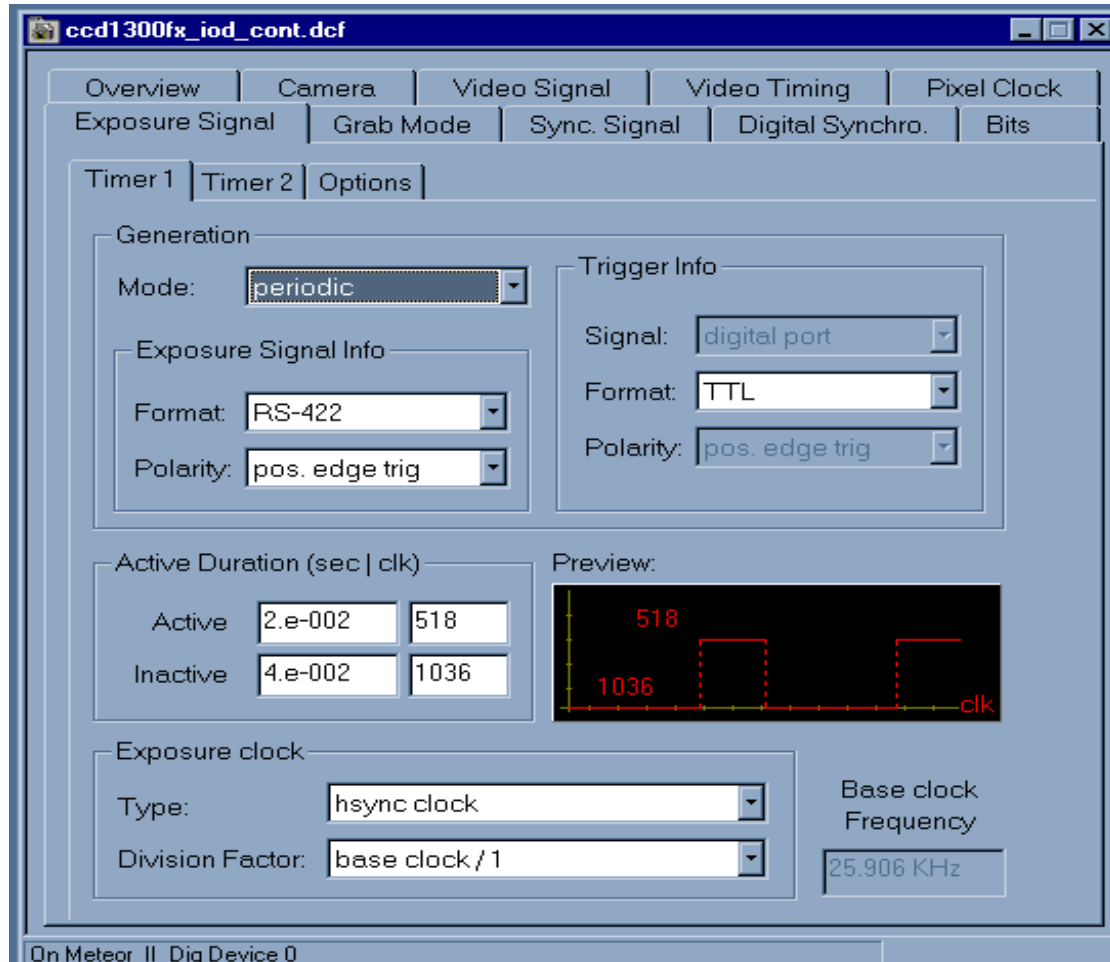 ccd1300fx_iod_cont.dcf
Overview Camera Video Signal Video Timing Pixel Clock
Exposure Signal Grab Mode Sync. Signal Digital Synchro. Bits
Timer 1 Timer 2 Options
Generation
Mode: periodic
Exposure Signal Info
Format: RS-422
Polarity: pos. edge trig
Trigger Info
Signal: digital port
Format: TTL
Polarity: pos. edge trig
Active Duration (sec | clk)
Active 2.e-002 518
Inactive 4.e-002 1036
Preview:
518
1036
clk
Exposure clock
Type: hsync clock
Division Factor: base clock / 1
Base clock
Frequency
25.906 KHz
On Meteor_II_Dig Device 0